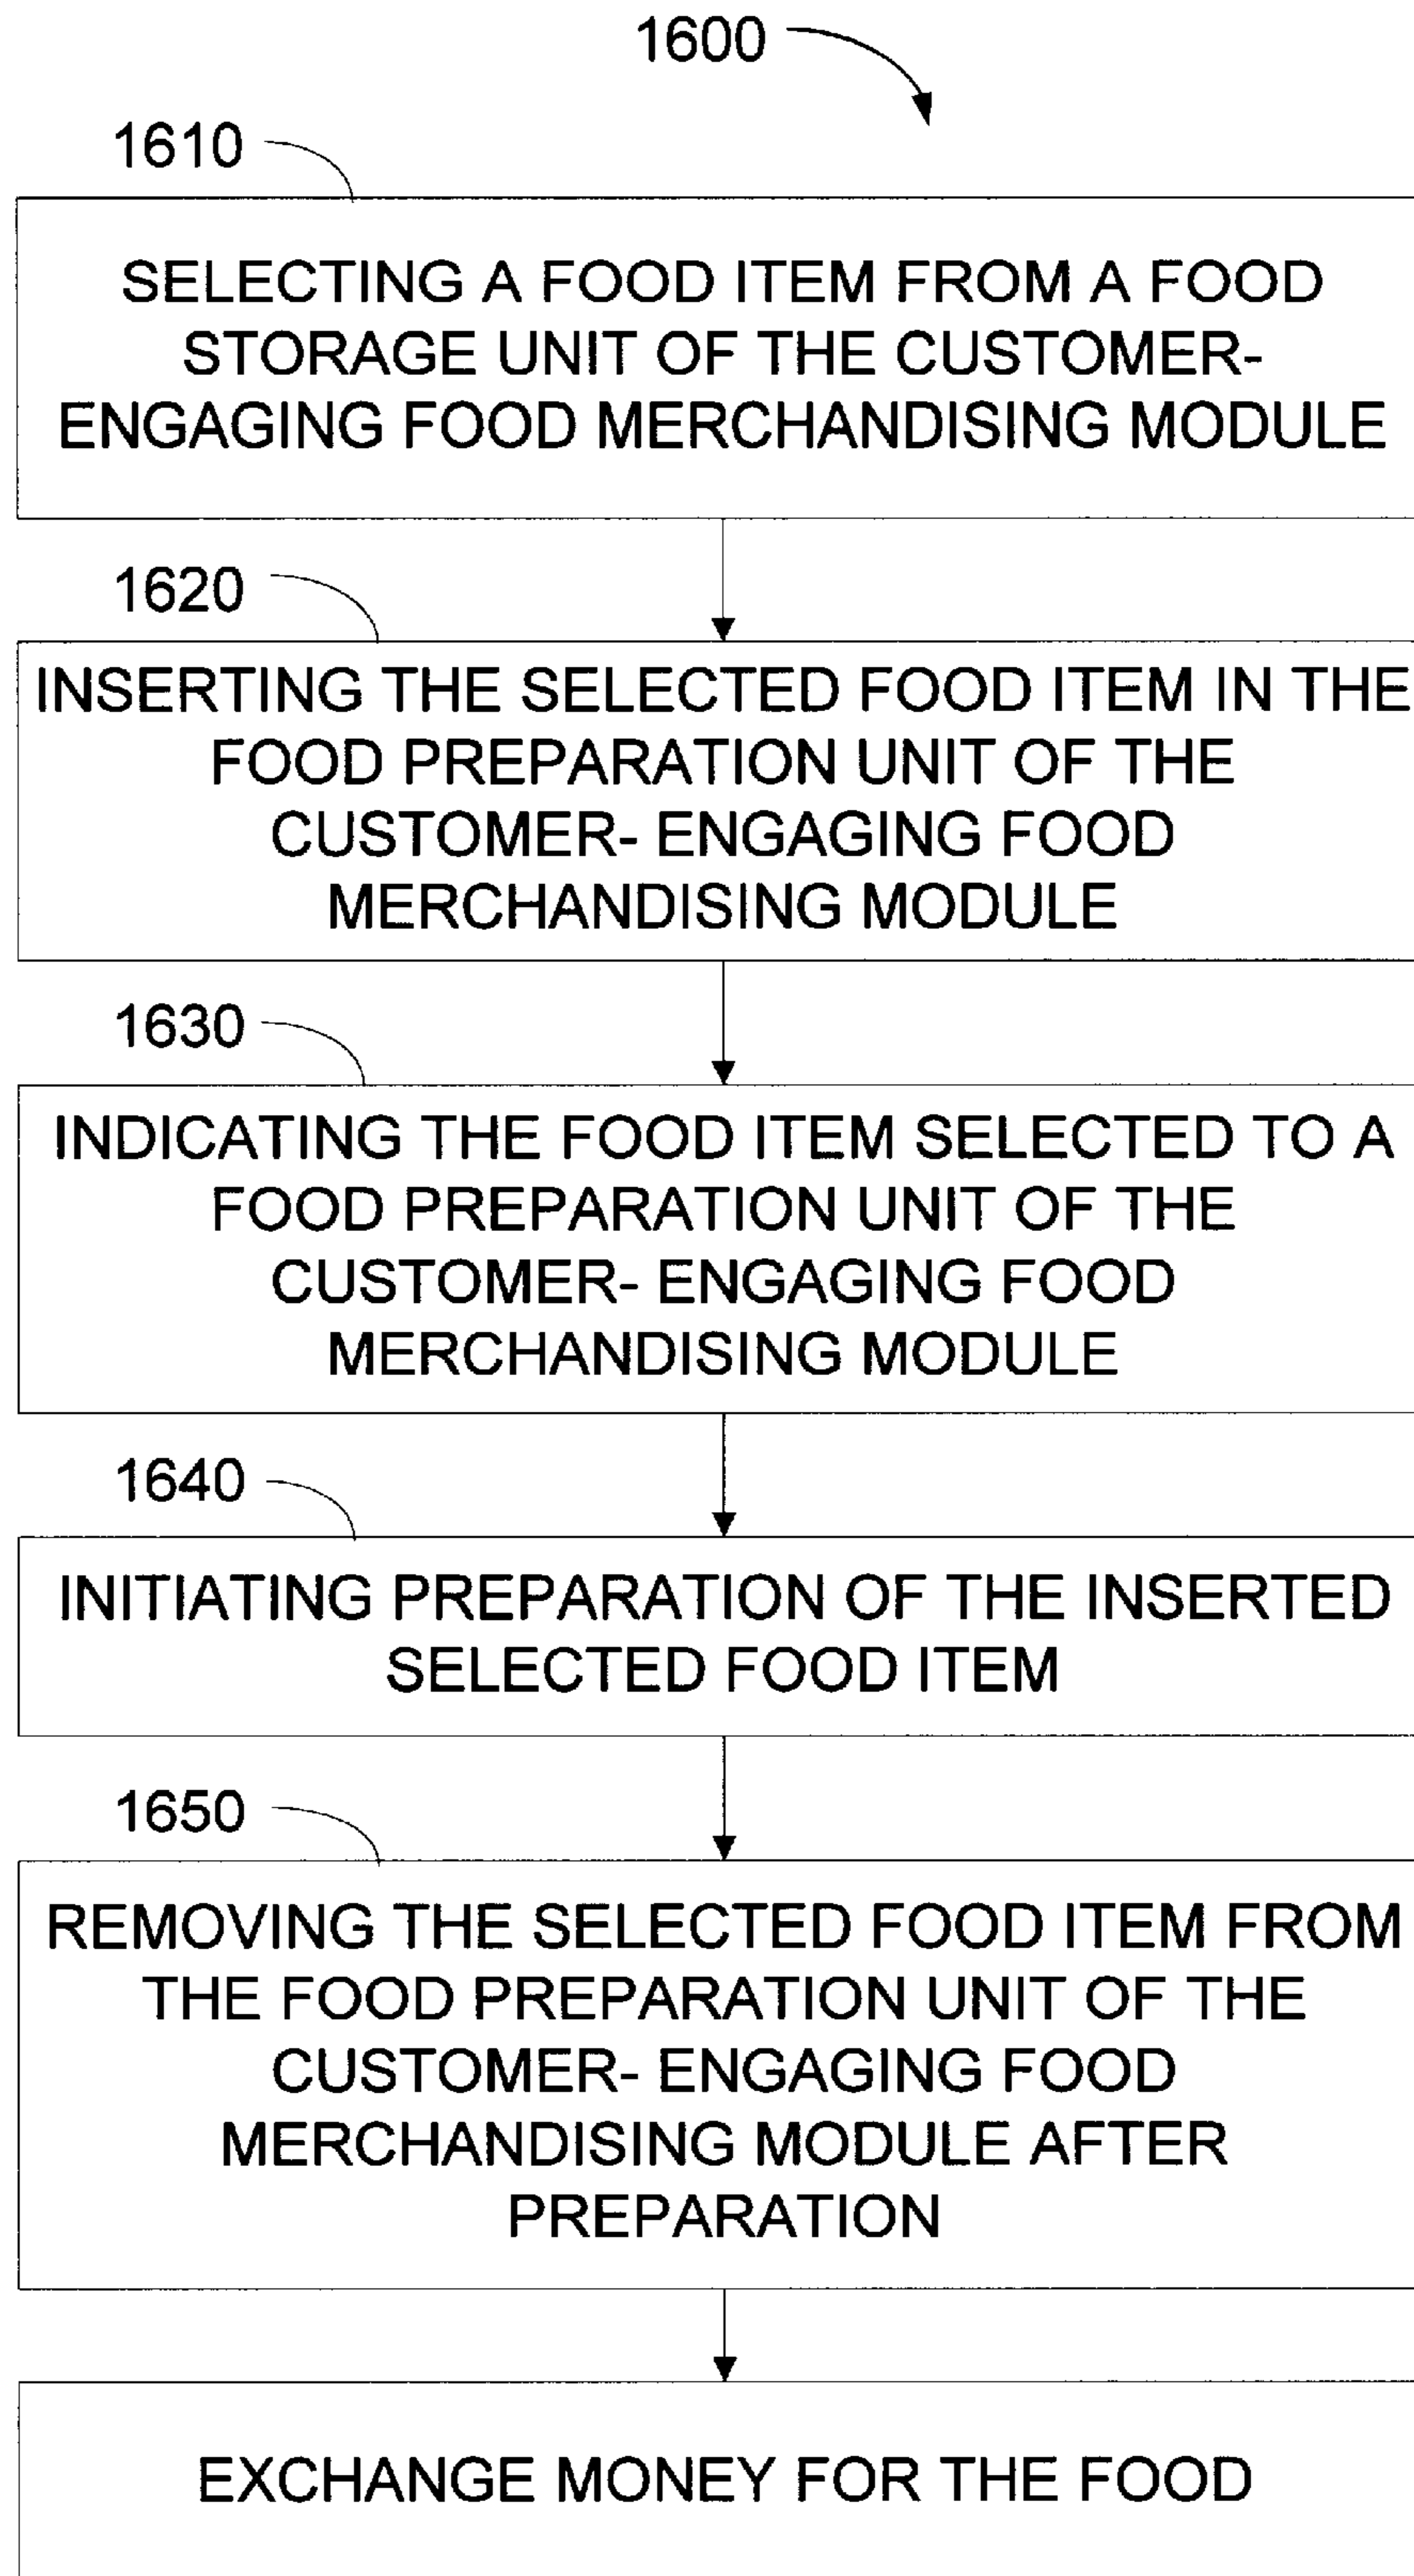 1600
1610
SELECTING A FOOD ITEM FROM A FOOD
STORAGE UNIT OF THE CUSTOMER-
ENGAGING FOOD MERCHANDISING MODULE
1620
INSERTING THE SELECTED FOOD ITEM IN THE
FOOD PREPARATION UNIT OF THE
CUSTOMER- ENGAGING FOOD
MERCHANDISING MODULE
1630
INDICATING THE FOOD ITEM SELECTED TO A
FOOD PREPARATION UNIT OF THE
CUSTOMER- ENGAGING FOOD
MERCHANDISING MODULE
1640
INITIATING PREPARATION OF THE INSERTED
SELECTED FOOD ITEM
1650
REMOVING THE SELECTED FOOD ITEM FROM
THE FOOD PREPARATION UNIT OF THE
CUSTOMER- ENGAGING FOOD
MERCHANDISING MODULE AFTER
PREPARATION
EXCHANGE MONEY FOR THE FOOD